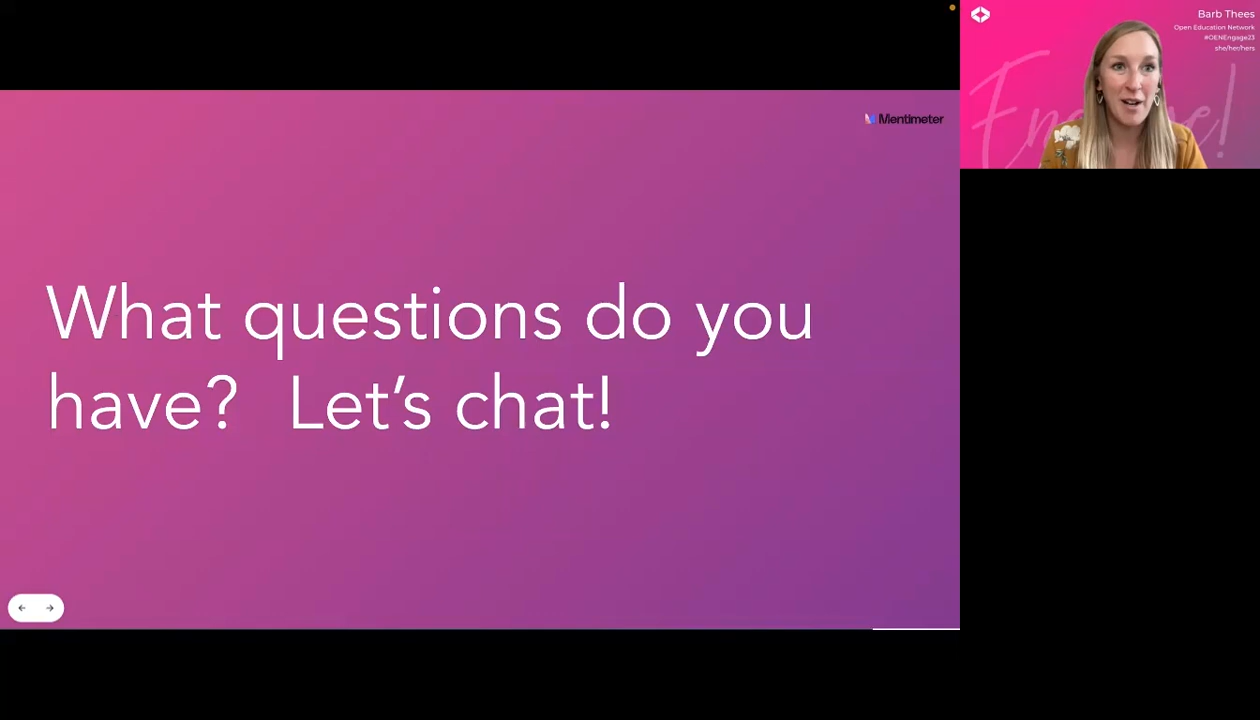 Mentimeter
What questions do you
have? Let’s chat!
Barb Thees
Open Education Network
#OENEngage23
she/her/hers